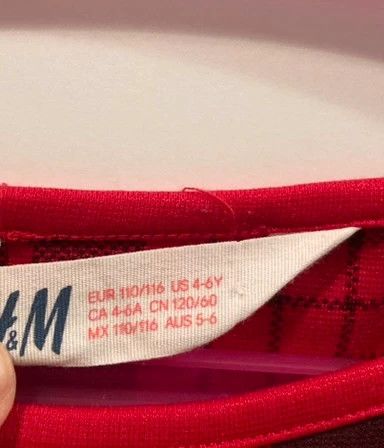 &M
EUR 110/116 US 4-6Y
CA 4-6A CN 120/60
MX 110/116 AUS 5-6